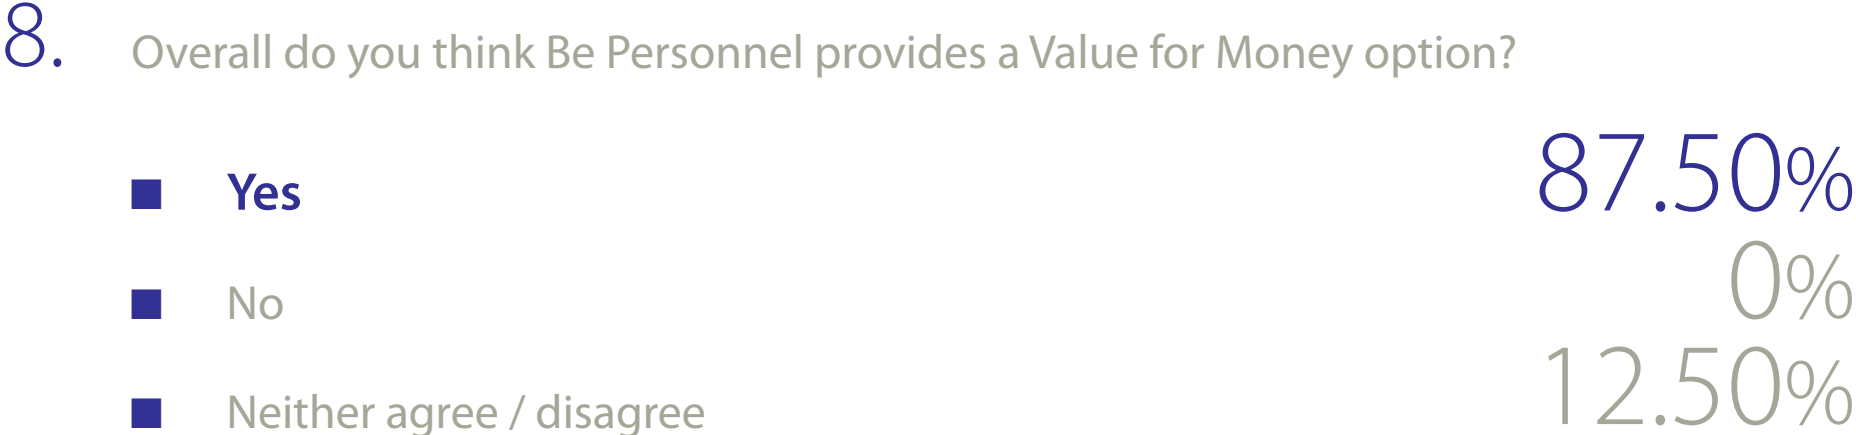 8. Overall do you think Be Personnel provides a Value for Money option?
Yes 87.50%
No 0%
Neither agree / disagree 12.50%